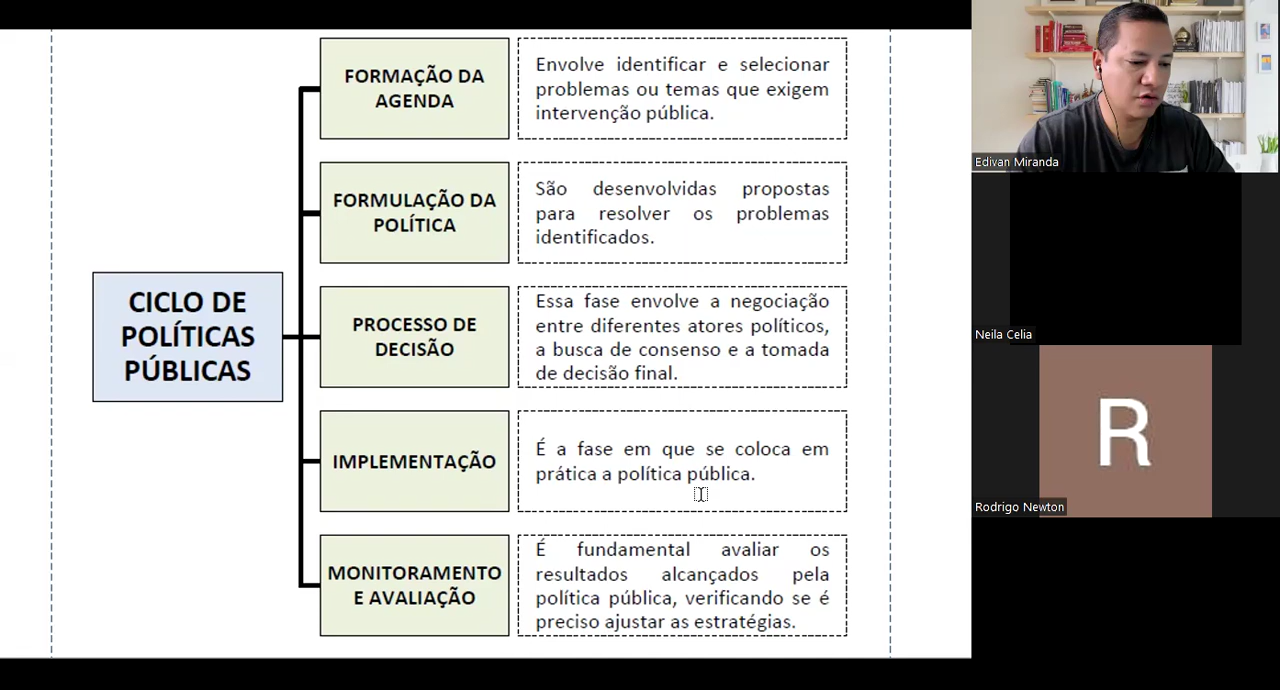 FORMAÇÃO DA
AGENDA
Envolve identificar e selecionar
problemas ou temas que exigem
intervenção pública.
FORMULAÇÃO DA
POLÍTICA
São desenvolvidas propostas
para resolver os problemas
identificados.
CICLO DE
POLÍTICAS
PÚBLICAS
PROCESSO DE
DECISÃO
Essa fase envolve a negociação
entre diferentes atores políticos,
a busca de consenso e a tomada
de decisão final.
IMPLEMENTAÇÃO
É a fase em que se coloca em
prática a política pública.
MONITORAMENTO
E AVALIAÇÃO
É fundamental avaliar os
resultados alcançados pela
política pública, verificando se é
preciso ajustar as estratégias.
Edivan Miranda
Neila Celia
R
Rodrigo Newton